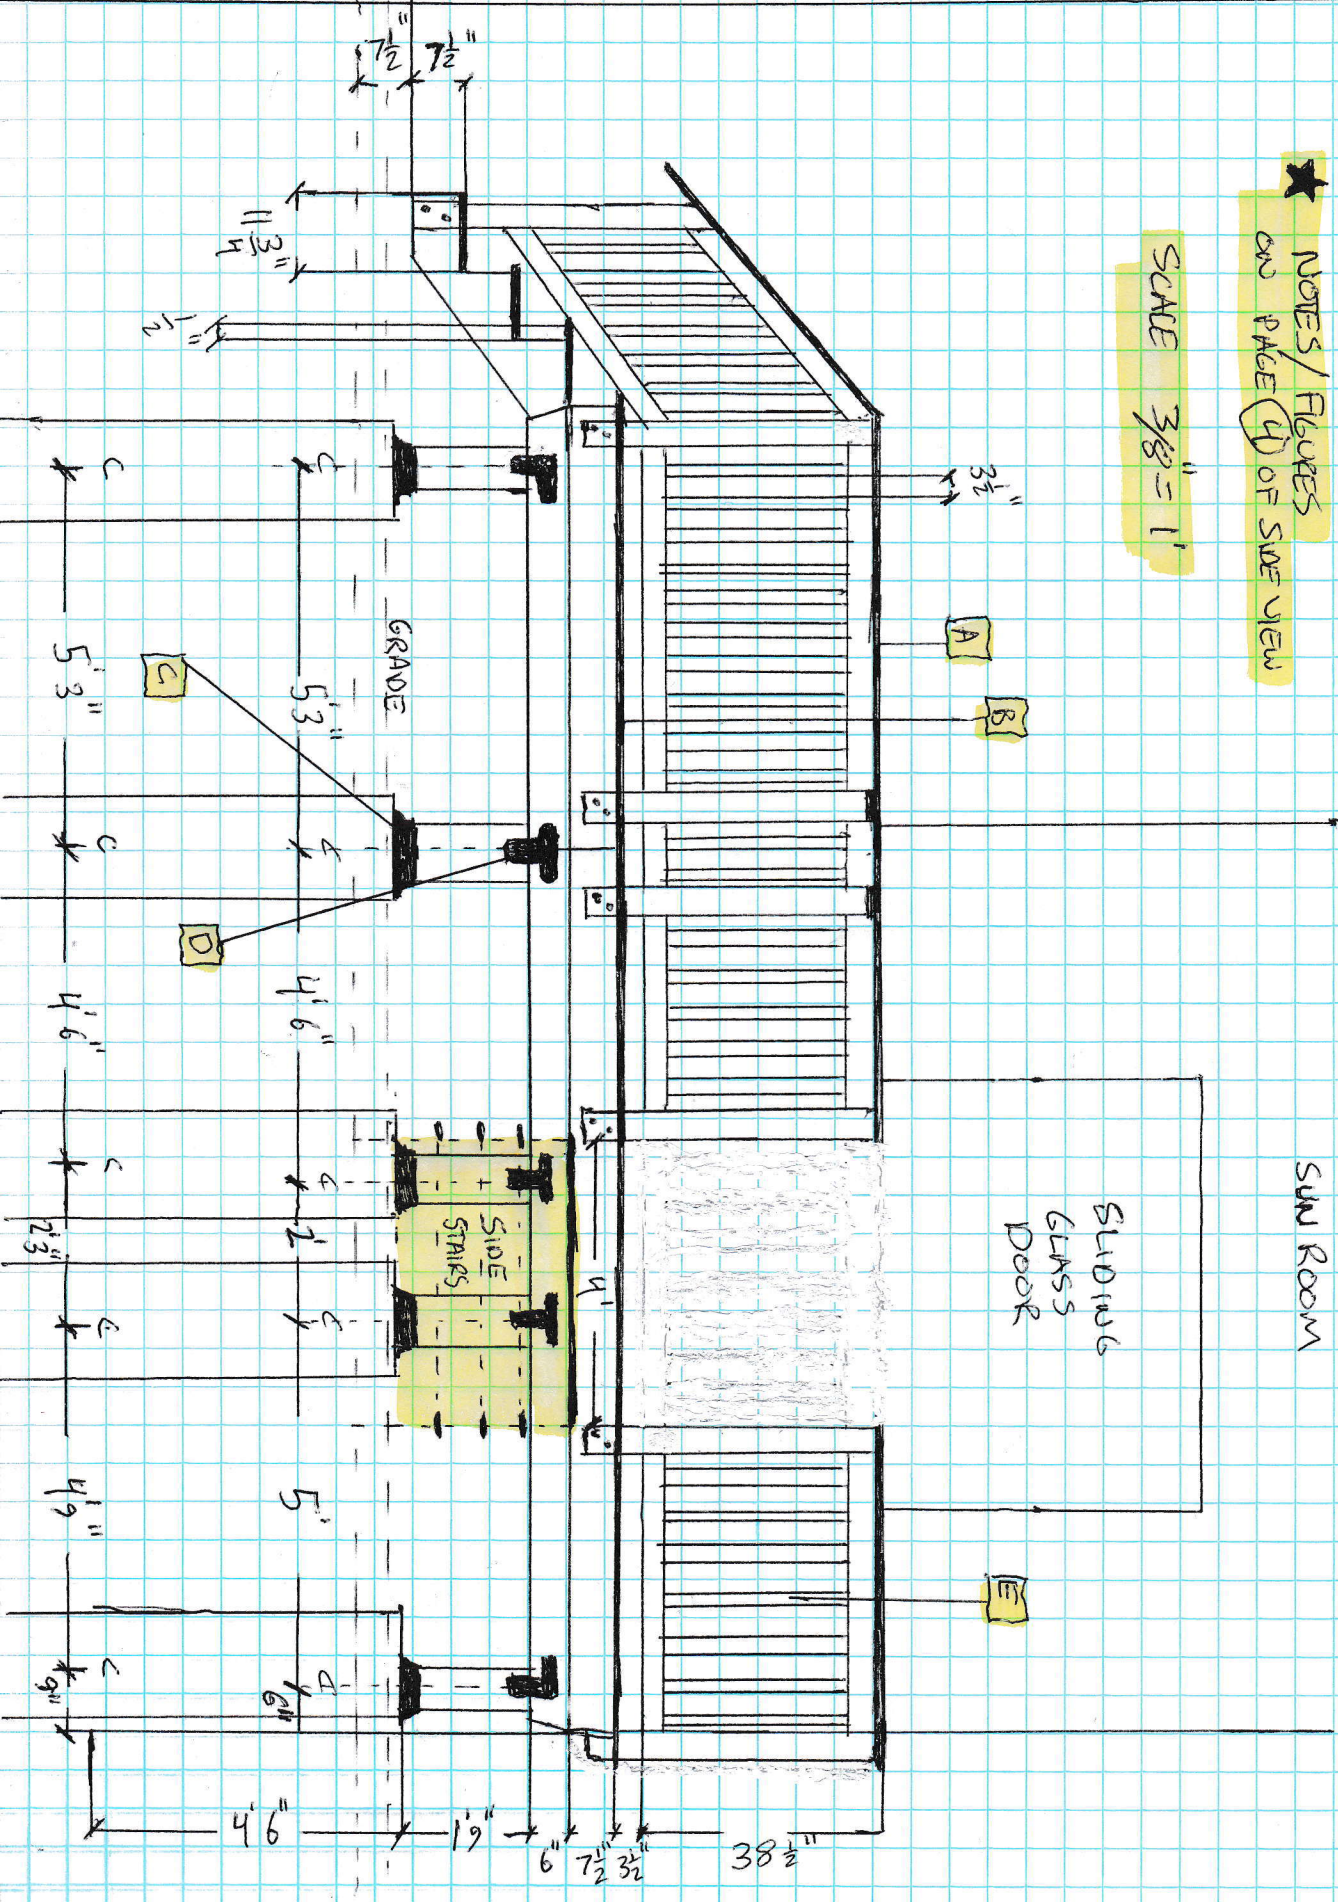 ★ NOTES/FIGURES
ON PAGE (4) OF SIDE VIEW
SCALE 3/8" = 1'
SUN ROOM
SLIDING
GLASS
DOOR
A
B
E
3½"
7½"
7½"
11 3/4"
½"
GRADE
SIDE
STAIRS
4'
5'3"
4'6"
2'
5'
6"
D
5'3"
4'6"
2'3"
4'9"
9"
38½"
3½"
7½"
6"
1'9"
4'6"